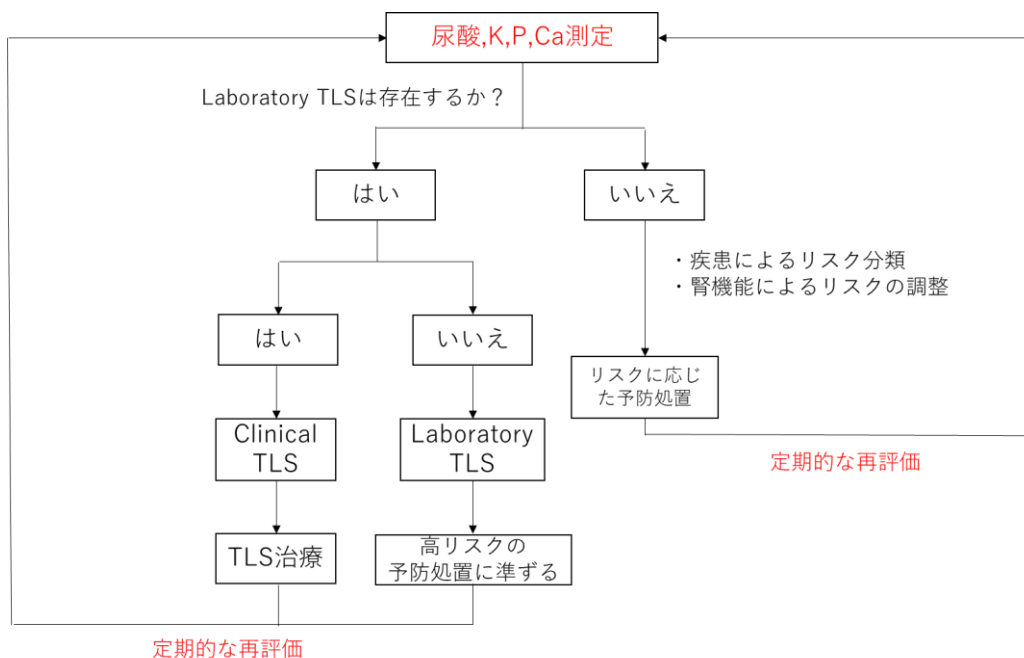 尿酸,K,P,Ca測定
Laboratory TLSは存在するか？
はい
いいえ
・疾患によるリスク分類
・腎機能によるリスクの調整
はい
いいえ
リスクに応じ
た予防処置
Clinical
TLS
Laboratory
TLS
定期的な再評価
TLS治療
高リスクの
予防処置に準ずる
定期的な再評価